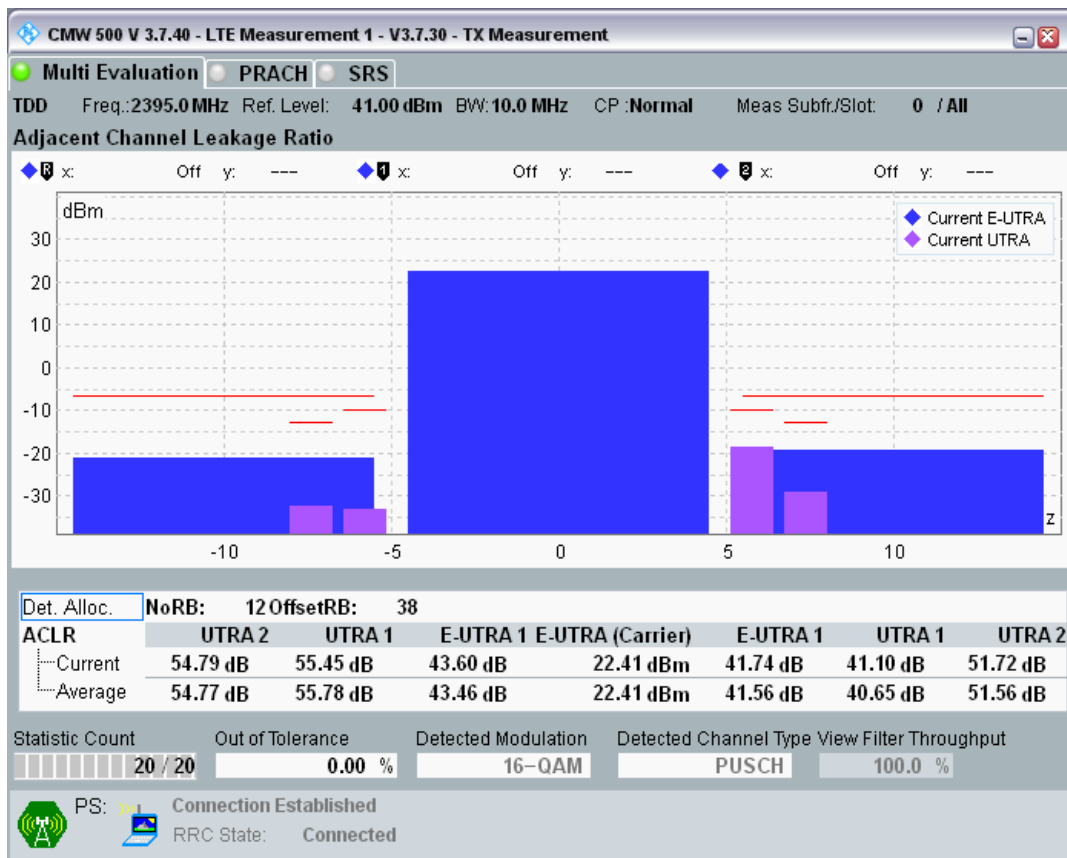 CMW 500 V 3.7.40 - LTE Measurement 1 - V3.7.30 - TX Measurement
Multi Evaluation PRACH SRS
TDD Freq.:2395.0 MHz Ref. Level: 41.00 dBm BW:10.0 MHz CP :Normal Meas Subfr./Slot: 0 / All
Adjacent Channel Leakage Ratio
R x: Off y: --- 1 x: Off y: --- 2 x: Off y: ---
dBm
Current E-UTRA
Current UTRA
30
20
10
0
-10
-20
-30
z
-10 -5 0 5 10
Det. Alloc. NoRB: 12 OffsetRB: 38
ACLR UTRA 2 UTRA 1 E-UTRA 1 E-UTRA (Carrier) E-UTRA 1 UTRA 1 UTRA 2
Current 54.79 dB 55.45 dB 43.60 dB 22.41 dBm 41.74 dB 41.10 dB 51.72 dB
Average 54.77 dB 55.78 dB 43.46 dB 22.41 dBm 41.56 dB 40.65 dB 51.56 dB
Statistic Count Out of Tolerance Detected Modulation Detected Channel Type View Filter Throughput
20 / 20 0.00 % 16-QAM PUSCH 100.0 %
PS: Connection Established
RRC State: Connected